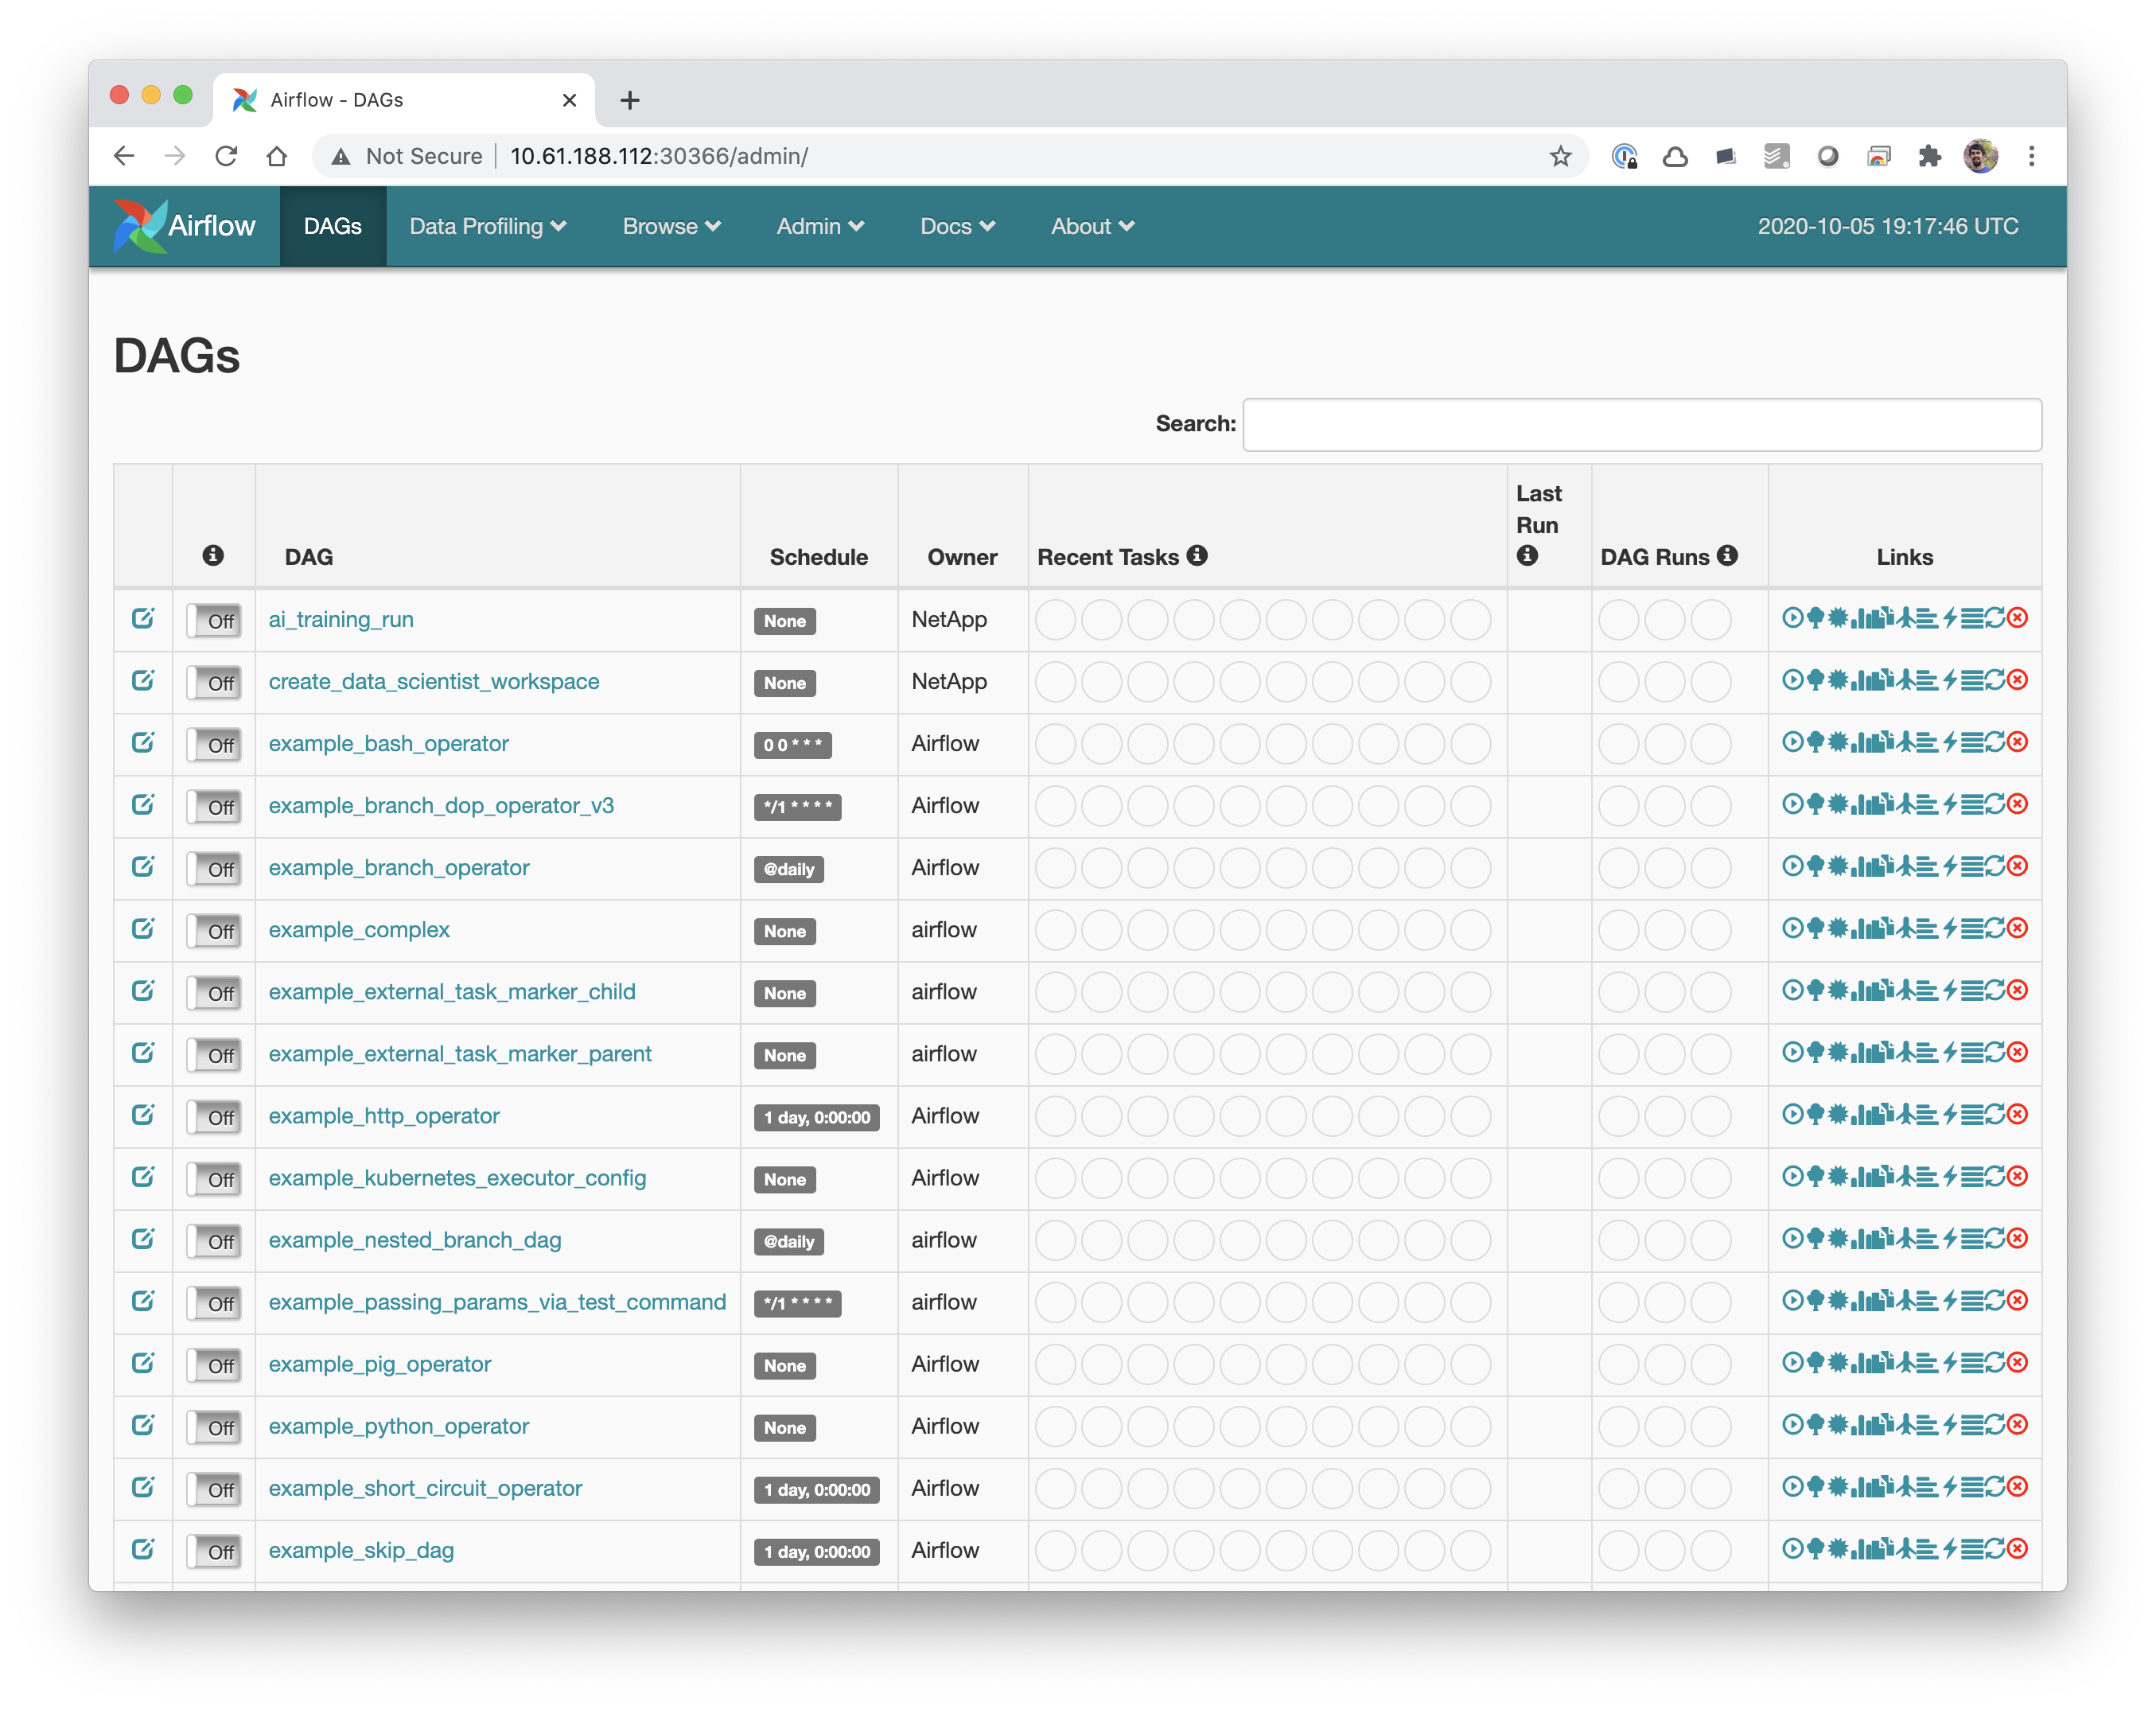 Airflow - DAGs
Not Secure 10.61.188.112:30366/admin/
Airflow DAGs Data Profiling Browse Admin Docs About 2020-10-05 19:17:46 UTC
DAGs
Search:
DAG Schedule Owner Recent Tasks Last Run DAG Runs Links
Off ai_training_run None NetApp
Off create_data_scientist_workspace None NetApp
Off example_bash_operator 0 0 * * * Airflow
Off example_branch_dop_operator_v3 */1 * * * * Airflow
Off example_branch_operator @daily Airflow
Off example_complex None airflow
Off example_external_task_marker_child None airflow
Off example_external_task_marker_parent None airflow
Off example_http_operator 1 day, 0:00:00 Airflow
Off example_kubernetes_executor_config None Airflow
Off example_nested_branch_dag @daily airflow
Off example_passing_params_via_test_command */1 * * * * airflow
Off example_pig_operator None Airflow
Off example_python_operator None Airflow
Off example_short_circuit_operator 1 day, 0:00:00 Airflow
Off example_skip_dag 1 day, 0:00:00 Airflow